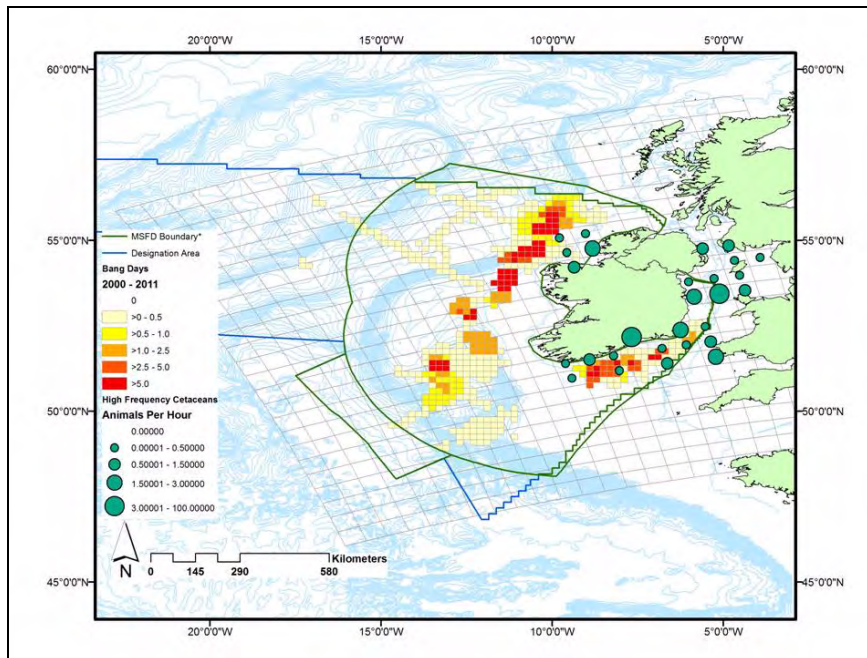 20°0'0"W 15°0'0"W 10°0'0"W 5°0'0"W
60°0'0"N 60°0'0"N
55°0'0"N 55°0'0"N
MSFD Boundary*
Designation Area
Bang Days
2000 - 2011
0
>0 - 0.5
>0.5 - 1.0
>1.0 - 2.5
>2.5 - 5.0
>5.0
50°0'0"N 50°0'0"N
High Frequency Cetaceans
Animals Per Hour
0.00000
0.00001 - 0.50000
0.50001 - 1.50000
1.50001 - 3.00000
3.00001 - 100.00000
N
Kilometers
0 145 290 580
45°0'0"N 45°0'0"N
20°0'0"W 15°0'0"W 10°0'0"W 5°0'0"W